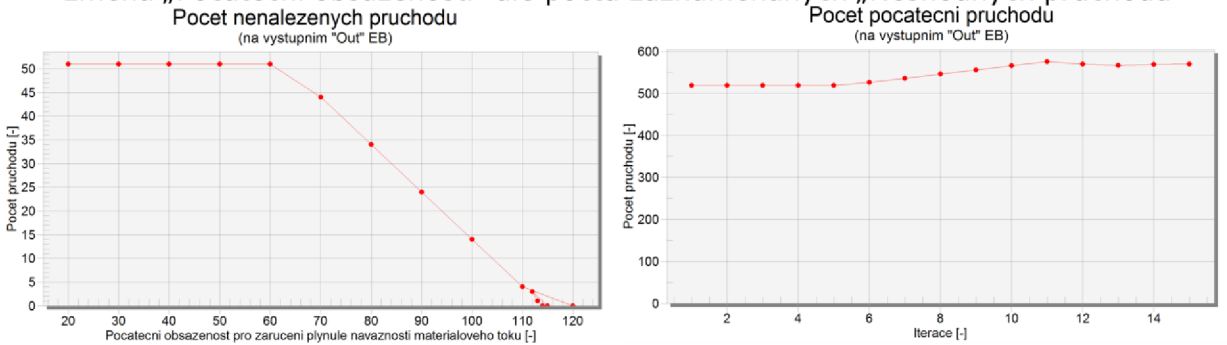 Pocet nenalezenych pruchodu
(na vystupnim "Out" EB)
50
45
40
35
30
25
20
15
10
5
0
Pocet pruchodu [-]
20 30 40 50 60 70 80 90 100 110 120
Pocatecni obsazenost pro zaruceni plynule navaznosti materialoveho toku [-]
Pocet pocatecni pruchodu
(na vystupnim "Out" EB)
600
500
400
300
200
100
0
Pocet pruchodu [-]
2 4 6 8 10 12 14
Iterace [-]